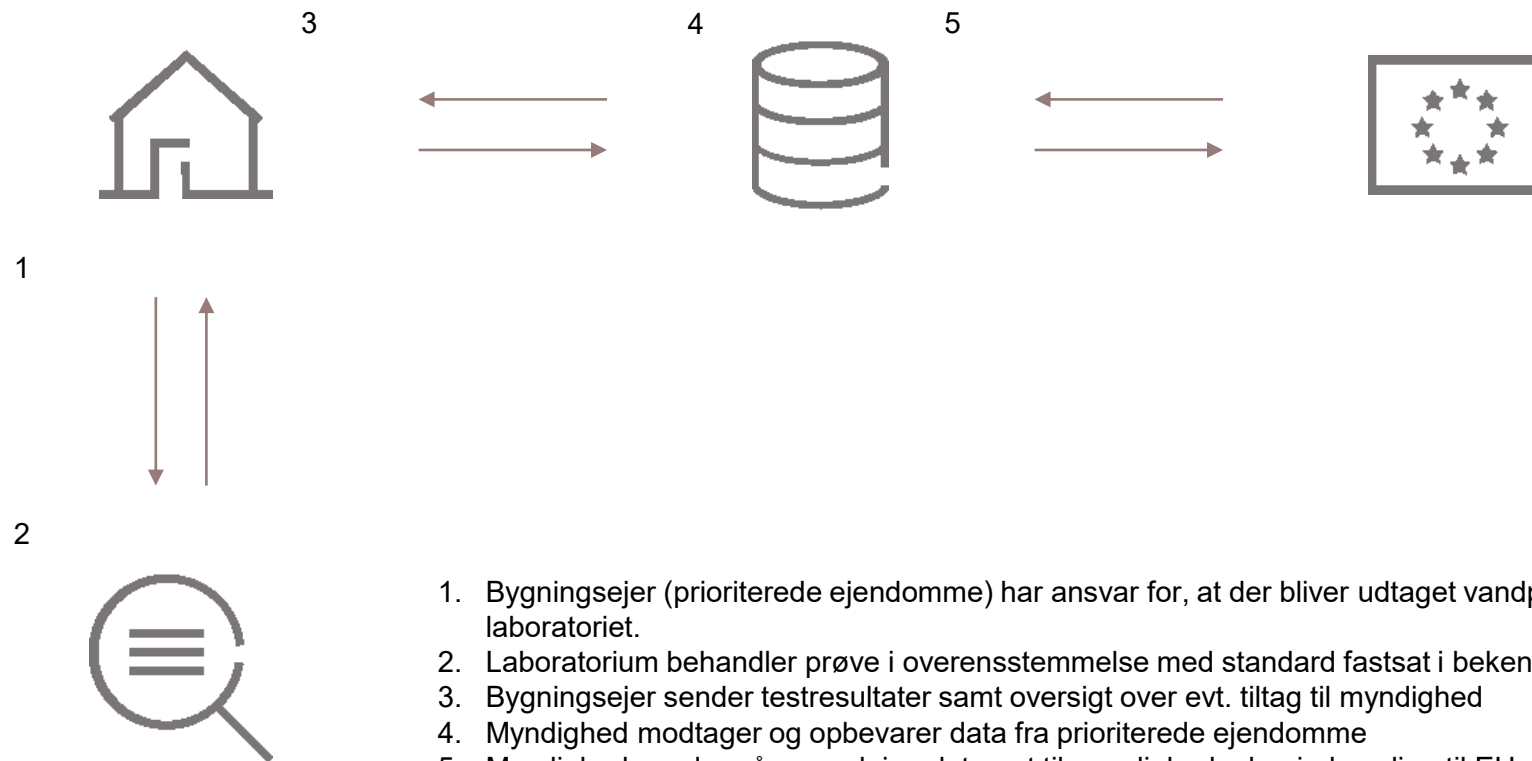 3
4
5
1
2
1. Bygningsejer (prioriterede ejendomme) har ansvar for, at der bliver udtaget
laboratoriet.
2. Laboratorium behandler prøve i overensstemmelse med standard fastsat i
3. Bygningsejer sender testresultater samt oversigt over evt. tiltag til myndighed
4. Myndighed modtager og opbevarer data fra prioriterede ejendomme